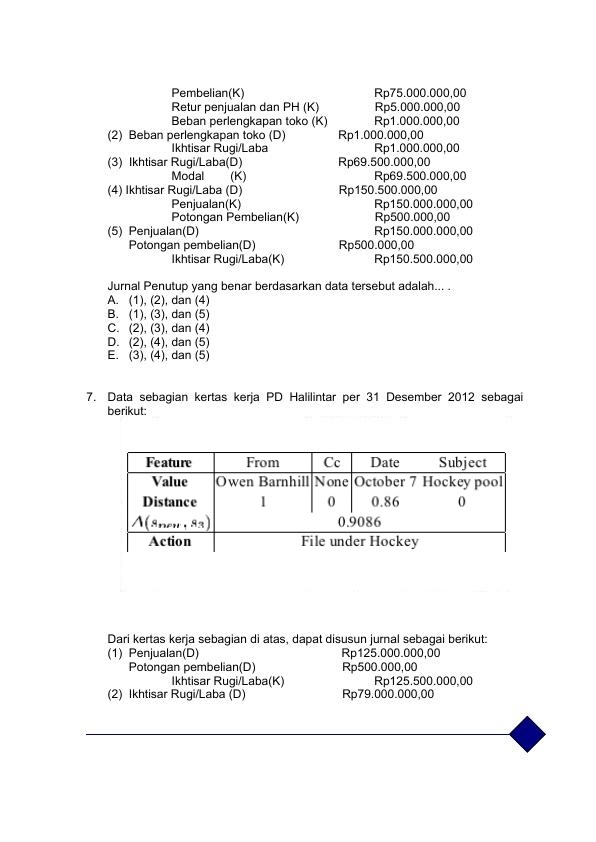 Pembelian(K) Rp75.000.000,00
Retur penjualan dan PH (K) Rp5.000.000,00
Beban perlengkapan toko (K) Rp1.000.000,00
(2) Beban perlengkapan toko (D) Rp1.000.000,00
Ikhtisar Rugi/Laba Rp1.000.000,00
(3) Ikhtisar Rugi/Laba(D) Rp69.500.000,00
Modal (K) Rp69.500.000,00
(4) Ikhtisar Rugi/Laba (D) Rp150.500.000,00
Penjualan(K) Rp150.000.000,00
Potongan Pembelian(K) Rp500.000,00
(5) Penjualan(D) Rp150.000.000,00
Potongan pembelian(D) Rp500.000,00
Ikhtisar Rugi/Laba(K) Rp150.500.000,00
Jurnal Penutup yang benar berdasarkan data tersebut adalah... .
A. (1), (2), dan (4)
B. (1), (3), dan (5)
C. (2), (3), dan (4)
D. (2), (4), dan (5)
E. (3), (4), dan (5)
7. Data sebagian kertas kerja PD Halilintar per 31 Desember 2012 sebagai
berikut:
Feature From Cc Date Subject
Value Owen Barnhill None October 7 Hockey pool
Distance 1 0 0.86 0
Λ(s_new, s_3) 0.9086
Action File under Hockey
Dari kertas kerja sebagian di atas, dapat disusun jurnal sebagai berikut:
(1) Penjualan(D) Rp125.000.000,00
Potongan pembelian(D) Rp500.000,00
Ikhtisar Rugi/Laba(K) Rp125.500.000,00
(2) Ikhtisar Rugi/Laba (D) Rp79.000.000,00